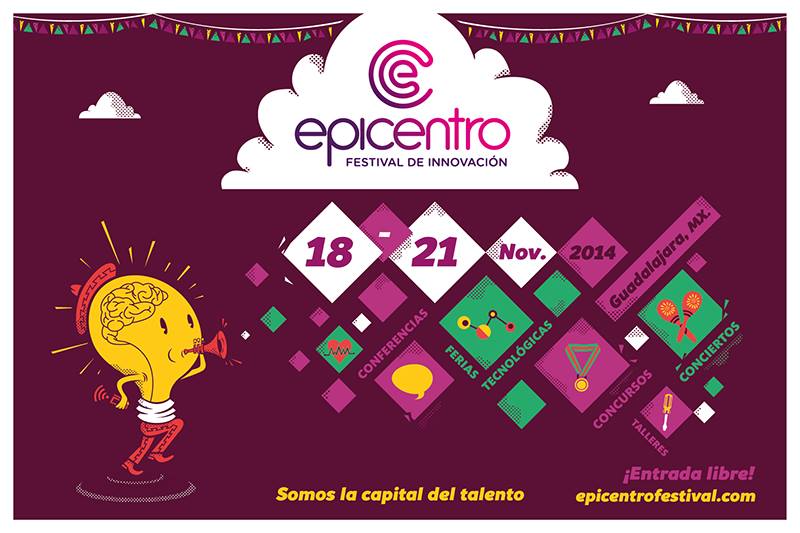 epicentro
FESTIVAL DE INNOVACIÓN
18 - 21 Nov. 2014
Guadalajara, MX.
CONFERENCIAS
FERIAS
TECNOLÓGICAS
CONCURSOS
TALLERES
CONCIERTOS
¡Entrada libre!
Somos la capital del talento
epicentrofestival.com